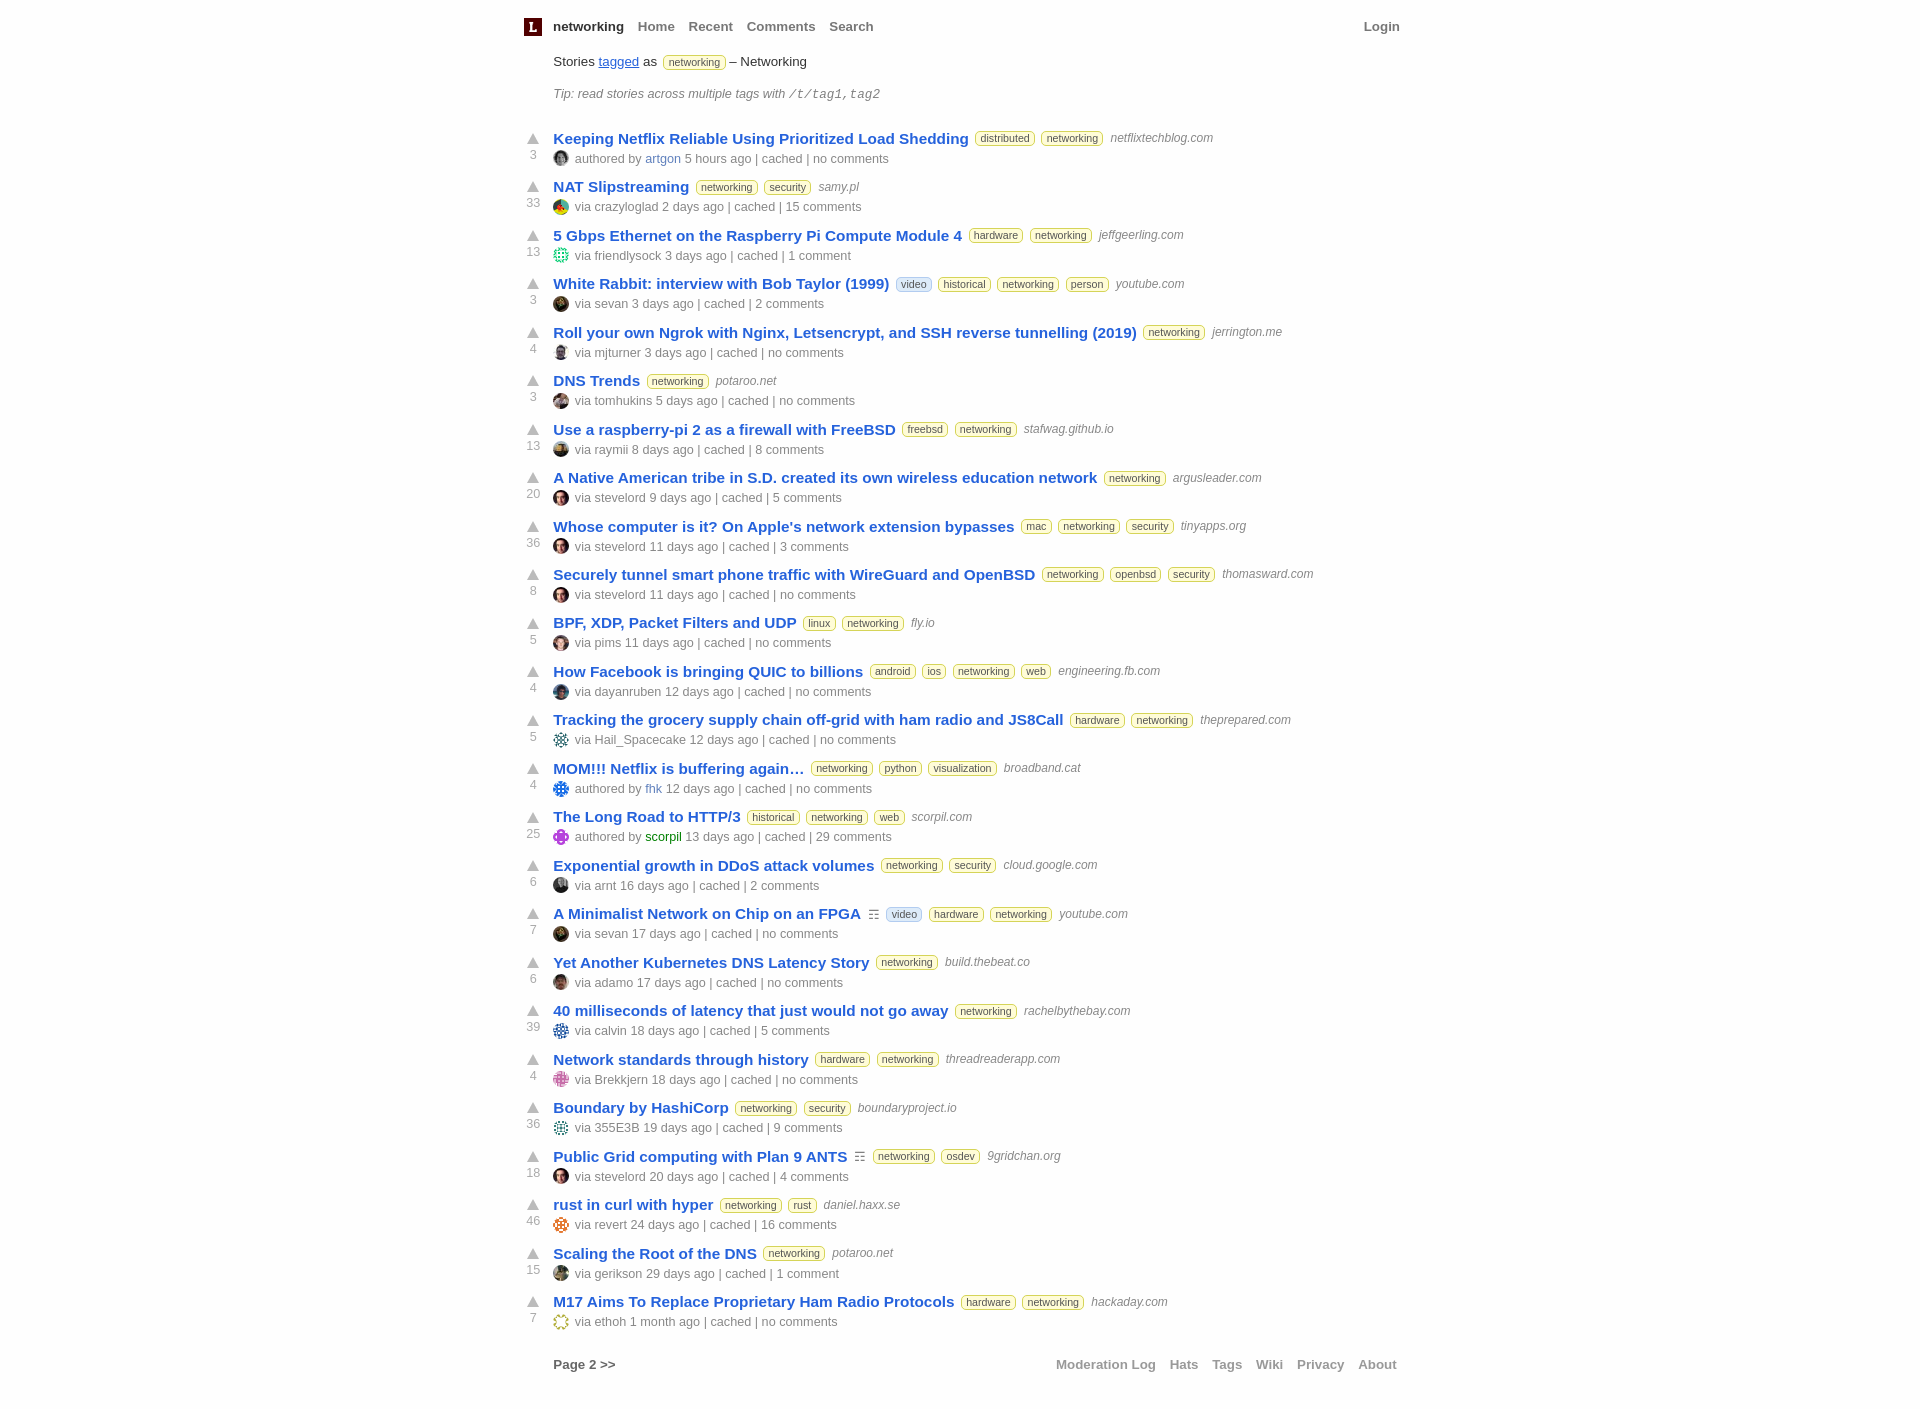 L networking Home Recent Comments Search Login
Stories tagged as networking – Networking
Tip: read stories across multiple tags with /t/tag1,tag2
Keeping Netflix Reliable Using Prioritized Load Shedding distributed networking netflixtechblog.com
3 authored by artgon 5 hours ago | cached | no comments
NAT Slipstreaming networking security samy.pl
33 via crazyloglad 2 days ago | cached | 15 comments
5 Gbps Ethernet on the Raspberry Pi Compute Module 4 hardware networking jeffgeerling.com
13 via friendlysock 3 days ago | cached | 1 comment
White Rabbit: interview with Bob Taylor (1999) video historical networking person youtube.com
3 via sevan 3 days ago | cached | 2 comments
Roll your own Ngrok with Nginx, Letsencrypt, and SSH reverse tunnelling (2019) networking jerrington.me
4 via mjturner 3 days ago | cached | no comments
DNS Trends networking potaroo.net
3 via tomhukins 5 days ago | cached | no comments
Use a raspberry-pi 2 as a firewall with FreeBSD freebsd networking stafwag.github.io
13 via raymii 8 days ago | cached | 8 comments
A Native American tribe in S.D. created its own wireless education network networking argusleader.com
20 via stevelord 9 days ago | cached | 5 comments
Whose computer is it? On Apple's network extension bypasses mac networking security tinyapps.org
36 via stevelord 11 days ago | cached | 3 comments
Securely tunnel smart phone traffic with WireGuard and OpenBSD networking openbsd security thomasward.com
8 via stevelord 11 days ago | cached | no comments
BPF, XDP, Packet Filters and UDP linux networking fly.io
5 via pims 11 days ago | cached | no comments
How Facebook is bringing QUIC to billions android ios networking web engineering.fb.com
4 via dayanruben 12 days ago | cached | no comments
Tracking the grocery supply chain off-grid with ham radio and JS8Call hardware networking theprepared.com
5 via Hail_Spacecake 12 days ago | cached | no comments
MOM!!! Netflix is buffering again… networking python visualization broadband.cat
4 authored by fhk 12 days ago | cached | no comments
The Long Road to HTTP/3 historical networking web scorpil.com
25 authored by scorpil 13 days ago | cached | 29 comments
Exponential growth in DDoS attack volumes networking security cloud.google.com
6 via arnt 16 days ago | cached | 2 comments
A Minimalist Network on Chip on an FPGA ☶ video hardware networking youtube.com
7 via sevan 17 days ago | cached | no comments
Yet Another Kubernetes DNS Latency Story networking build.thebeat.co
6 via adamo 17 days ago | cached | no comments
40 milliseconds of latency that just would not go away networking rachelbythebay.com
39 via calvin 18 days ago | cached | 5 comments
Network standards through history hardware networking threadreaderapp.com
4 via Brekkjern 18 days ago | cached | no comments
Boundary by HashiCorp networking security boundaryproject.io
36 via 355E3B 19 days ago | cached | 9 comments
Public Grid computing with Plan 9 ANTS ☶ networking osdev 9gridchan.org
18 via stevelord 20 days ago | cached | 4 comments
rust in curl with hyper networking rust daniel.haxx.se
46 via revert 24 days ago | cached | 16 comments
Scaling the Root of the DNS networking potaroo.net
15 via gerikson 29 days ago | cached | 1 comment
M17 Aims To Replace Proprietary Ham Radio Protocols hardware networking hackaday.com
7 via ethoh 1 month ago | cached | no comments
Page 2 >> Moderation Log Hats Tags Wiki Privacy About